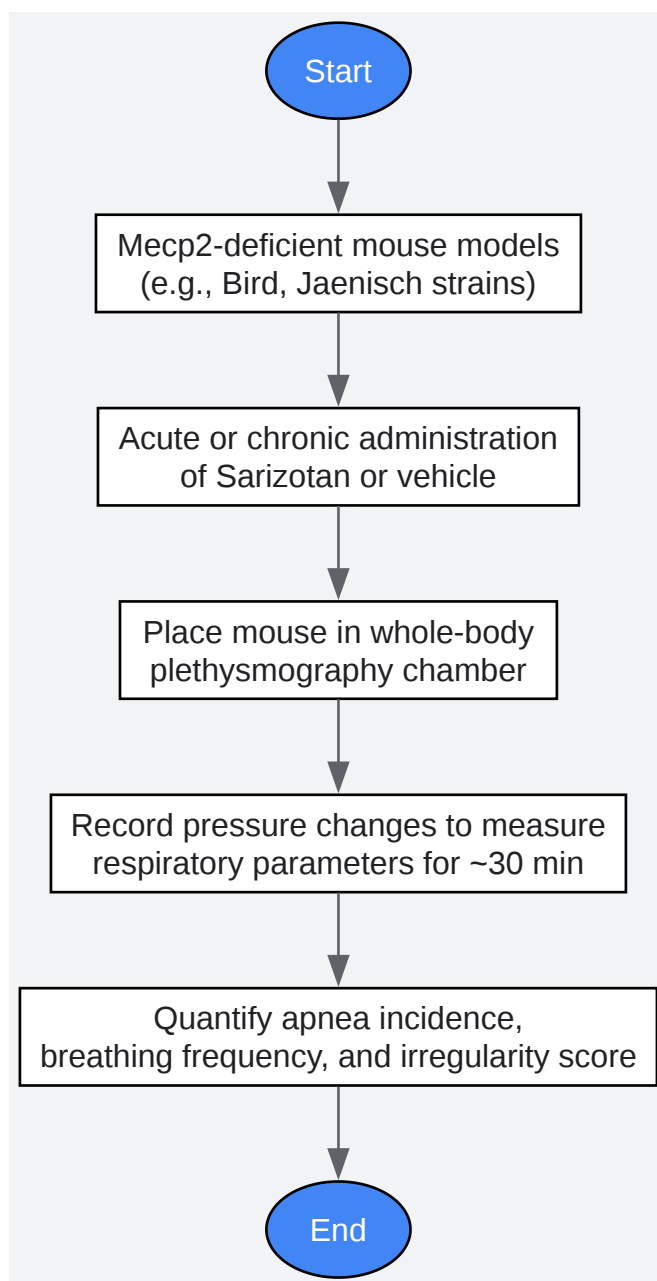 Start
Mecp2-deficient mouse models
(e.g., Bird, Jaenisch strains)
Acute or chronic administration
of Sarizotan or vehicle
Place mouse in whole-body
plethysmography chamber
Record pressure changes to measure
respiratory parameters for ~30 min
Quantify apnea incidence,
breathing frequency, and irregularity score
End